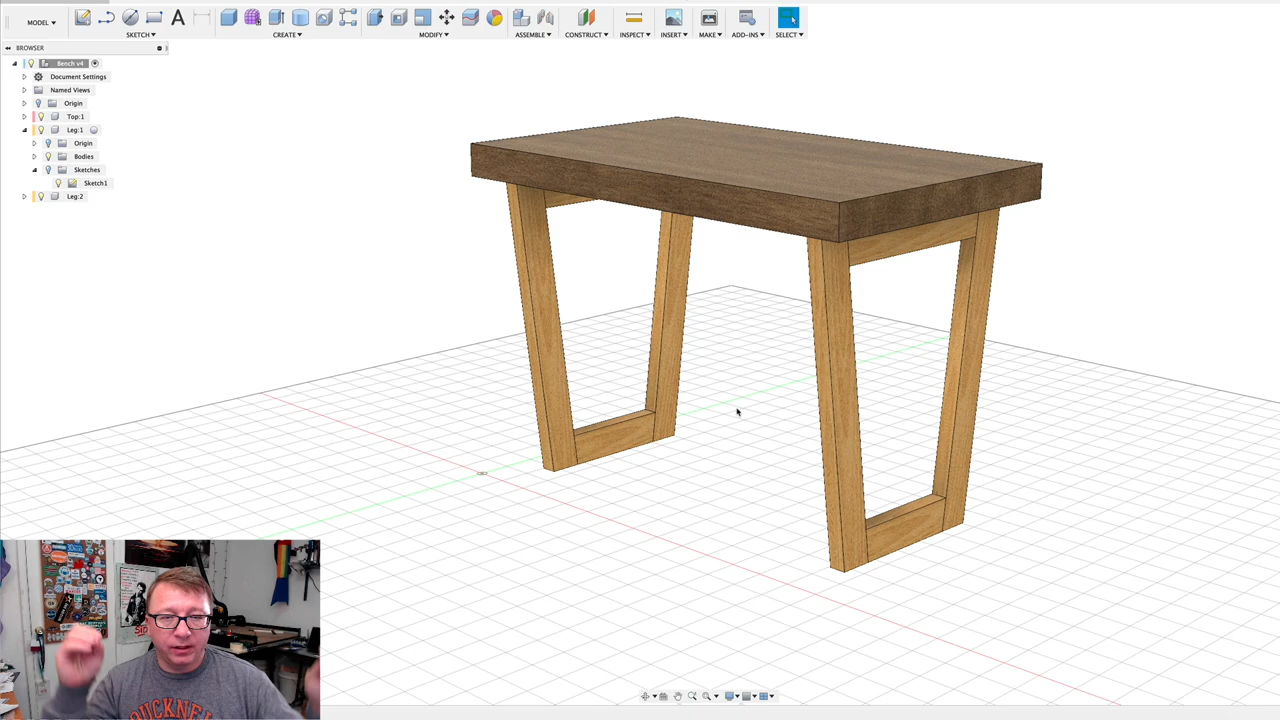 MODEL
SKETCH
CREATE
MODIFY
ASSEMBLE
CONSTRUCT
INSPECT
INSERT
MAKE
ADD-INS
SELECT
BROWSER
Bench v4
Document Settings
Named Views
Origin
Top:1
Leg:1
Origin
Bodies
Sketches
Sketch1
Leg:2
BUCKNEL